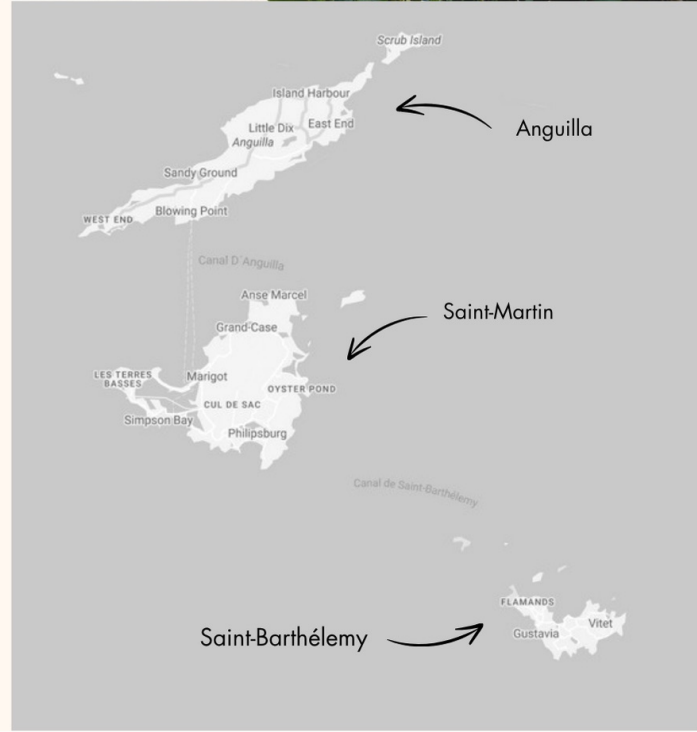 Scrub Island
Island Harbour
Anguilla
Little Dix
East End
Anguilla
Sandy Ground
Blowing Point
WEST END
Canal D'Anguilla
Anse Marcel
Saint-Martin
Grand-Case
LES TERRES
BASSES
Marigot
OYSTER POND
CUL DE SAC
Simpson Bay
Philipsburg
Canal de Saint-Barthélemy
FLAMANDS
Vitet
Gustavia
Saint-Barthélemy